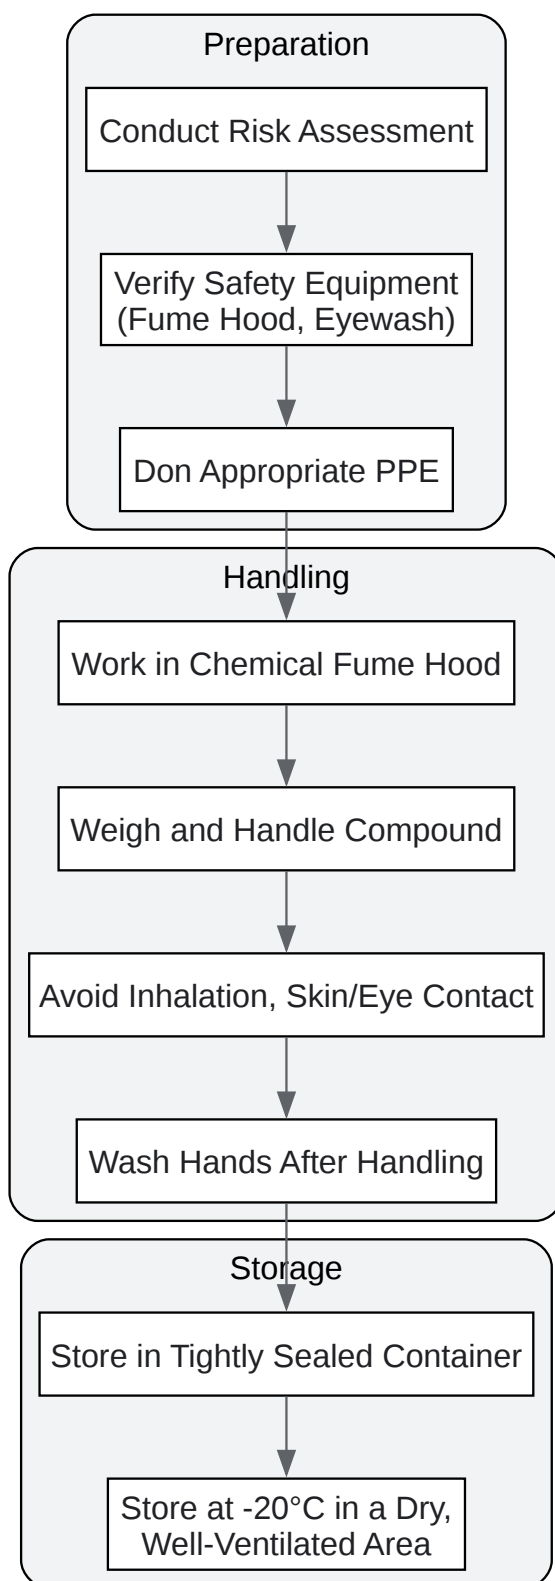 Preparation
Conduct Risk Assessment
Verify Safety Equipment
(Fume Hood, Eyewash)
Don Appropriate PPE
Handling
Work in Chemical Fume Hood
Weigh and Handle Compound
Avoid Inhalation, Skin/Eye Contact
Wash Hands After Handling
Storage
Store in Tightly Sealed Container
Store at -20°C in a Dry,
Well-Ventilated Area